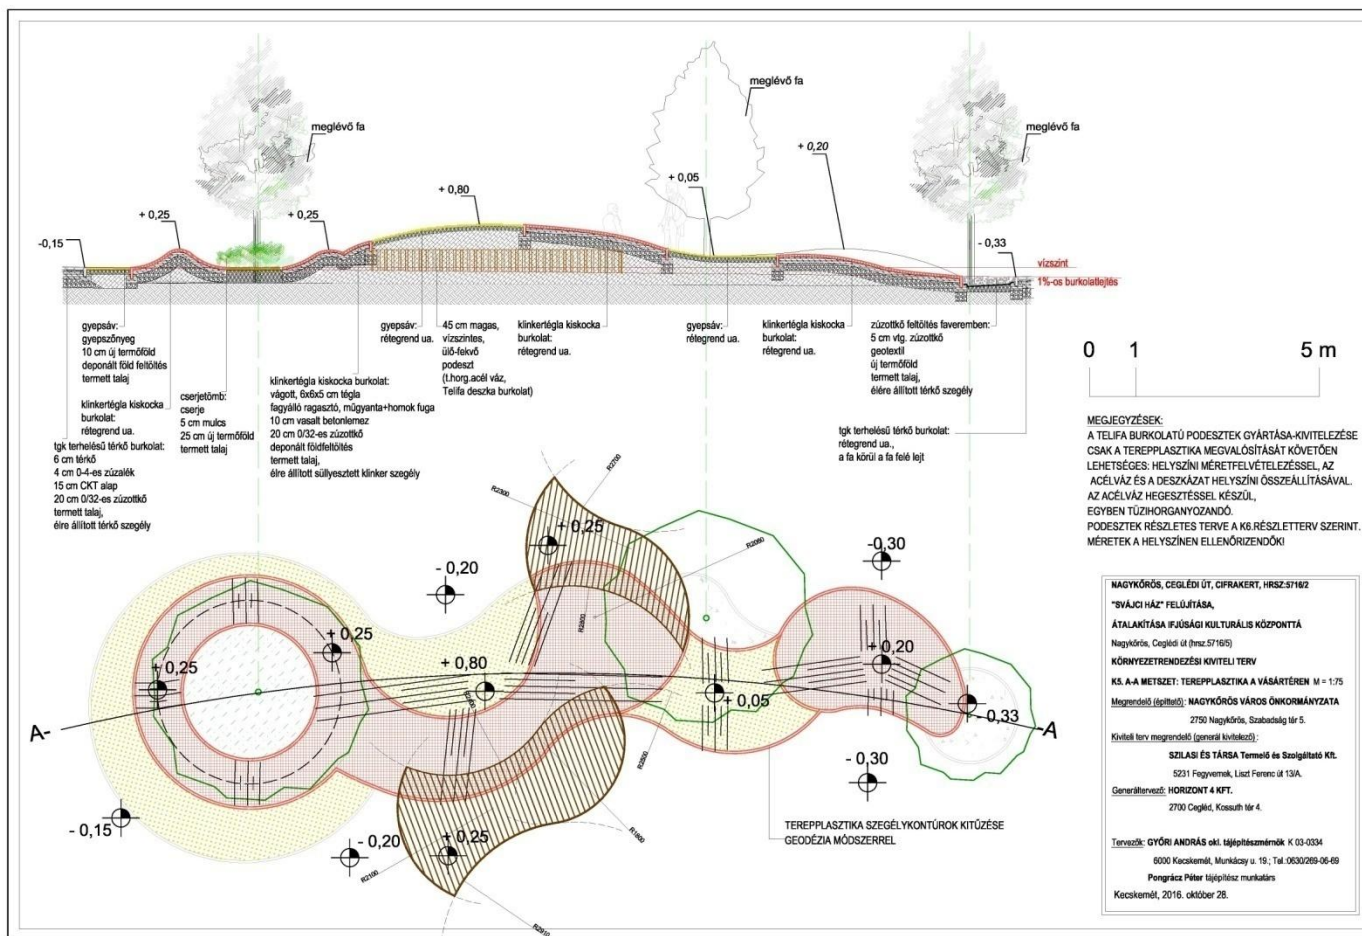 meglévő fa
meglévő fa
meglévő fa
+ 0,20
+ 0,05
+ 0,80
+ 0,25
+ 0,25
-0,15
- 0,33
vízszint
1%-os burkolatlejtés
gyepsáv:
gyepszőnyeg
10 cm új termőföld
deponált föld feltöltés
termett talaj
klinkertégla kiskocka
burkolat:
rétegrend ua.
tgk terhelésű térkő burkolat:
6 cm térkő
4 cm 0-4-es zúzalék
15 cm CKT alap
20 cm 0/32-es zúzottkő
termett talaj,
élre állított térkő szegély
cserjetömb:
cserje
5 cm mulcs
25 cm új termőföld
termett talaj
klinkertégla kiskocka burkolat:
vágott, 6x6x5 cm tégla
fagyálló ragasztó, műgyanta+homok fuga
10 cm vasalt betonlemez
20 cm 0/32-es zúzottkő
deponált földfeltöltés
termett talaj,
élre állított süllyesztett klinker szegély
gyepsáv:
rétegrend ua.
45 cm magas,
vízszintes,
ülő-fekvő
podeszt
(t.horg.acél váz,
Telifa deszka burkolat)
klinkertégla kiskocka
burkolat:
rétegrend ua.
gyepsáv:
rétegrend ua.
klinkertégla kiskocka
burkolat:
rétegrend ua.
zúzottkő feltöltés faveremben:
5 cm vtg. zúzottkő
geotextil
új termőföld
termett talaj,
élére állított térkő szegély
tgk terhelésű térkő burkolat:
rétegrend ua.,
a fa körül a fa felé lejt
0 1 5 m
MEGJEGYZÉSEK:
A TELIFA BURKOLATÚ PODESZTEK GYÁRTÁSA-KIVITELEZÉSE
CSAK A TEREPPLASZTIKA MEGVALÓSÍTÁSÁT KÖVETŐEN
LEHETSÉGES: HELYSZÍNI MÉRETFELVÉTELEZÉSSEL, AZ
ACÉLVÁZ ÉS A DESZKÁZAT HELYSZÍNI ÖSSZEÁLLÍTÁSÁVAL.
AZ ACÉLVÁZ HEGESZTÉSSEL KÉSZÜL,
EGYBEN TŰZIHORGANYOZANDÓ.
PODESZTEK RÉSZLETES TERVE A K6.RÉSZLETTERV SZERINT.
MÉRETEK A HELYSZÍNEN ELLENŐRIZENDŐK!
R2700
R2300
+ 0,25
R2060
- 0,30
- 0,20
R2800
+ 0,25
+ 0,25
+ 0,80
+ 0,20
+ 0,05
- 0,33
A-
-A
R2500
- 0,30
- 0,15
- 0,20
+ 0,25
R1800
R2100
R2910
TEREPPLASZTIKA SZEGÉLYKONTÚROK KITŰZÉSE
GEODÉZIA MÓDSZERREL
NAGYKŐRÖS, CEGLÉDI ÚT, CIFRAKERT, HRSZ:5716/2
"SVÁJCI HÁZ" FELÚJÍTÁSA,
ÁTALAKÍTÁSA IFJÚSÁGI KULTURÁLIS KÖZPONTTÁ
Nagykőrös, Ceglédi út (hrsz.5716/5)
KÖRNYEZETRENDEZÉSI KIVITELI TERV
K5. A-A METSZET: TEREPPLASZTIKA A VÁSÁRTÉREN M = 1:75
Megrendelő (építtető): NAGYKŐRÖS VÁROS ÖNKORMÁNYZATA
2750 Nagykőrös, Szabadság tér 5.
Kiviteli terv megrendelő (generál kivitelező):
SZILASI ÉS TÁRSA Termelő és Szolgáltató Kft.
5231 Fegyvernek, Liszt Ferenc út 13/A.
Generáltervező: HORIZONT 4 KFT.
2700 Cegléd, Kossuth tér 4.
Tervezők: GYŐRI ANDRÁS okl. tájépítészmérnök K 03-0334
6000 Kecskemét, Munkácsy u. 19.; Tel.:0630/269-06-69
Pongrácz Péter tájépítész munkatárs
Kecskemét, 2016. október 28.